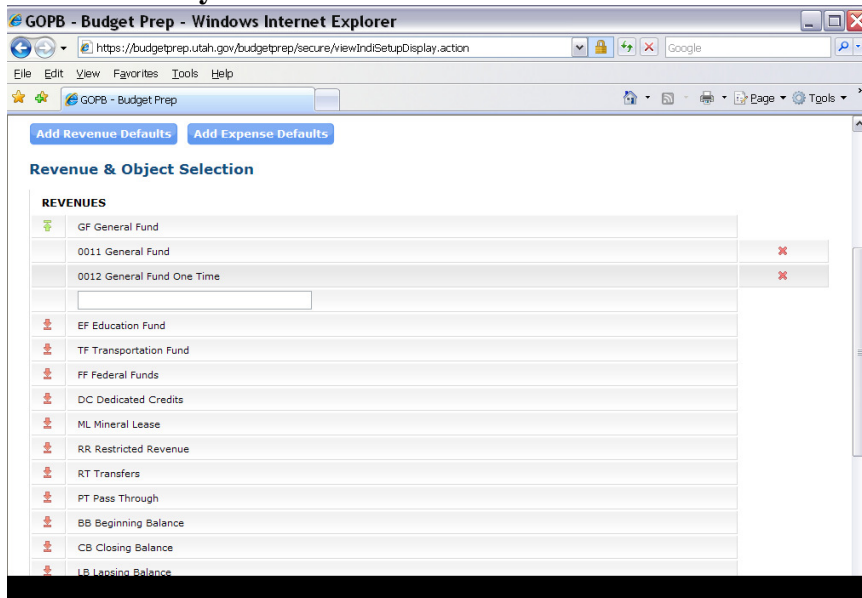 GOPB - Budget Prep - Windows Internet Explorer
https://budgetprep.utah.gov/budgetprep/secure/viewIndiSetupDisplay.action
Google
File Edit View Favorites Tools Help
GOPB - Budget Prep
Page Tools
Add Revenue Defaults Add Expense Defaults
Revenue & Object Selection
REVENUES
GF General Fund
0011 General Fund
0012 General Fund One Time
EF Education Fund
TF Transportation Fund
FF Federal Funds
DC Dedicated Credits
ML Mineral Lease
RR Restricted Revenue
RT Transfers
PT Pass Through
BB Beginning Balance
CB Closing Balance
LB Lapsing Balance